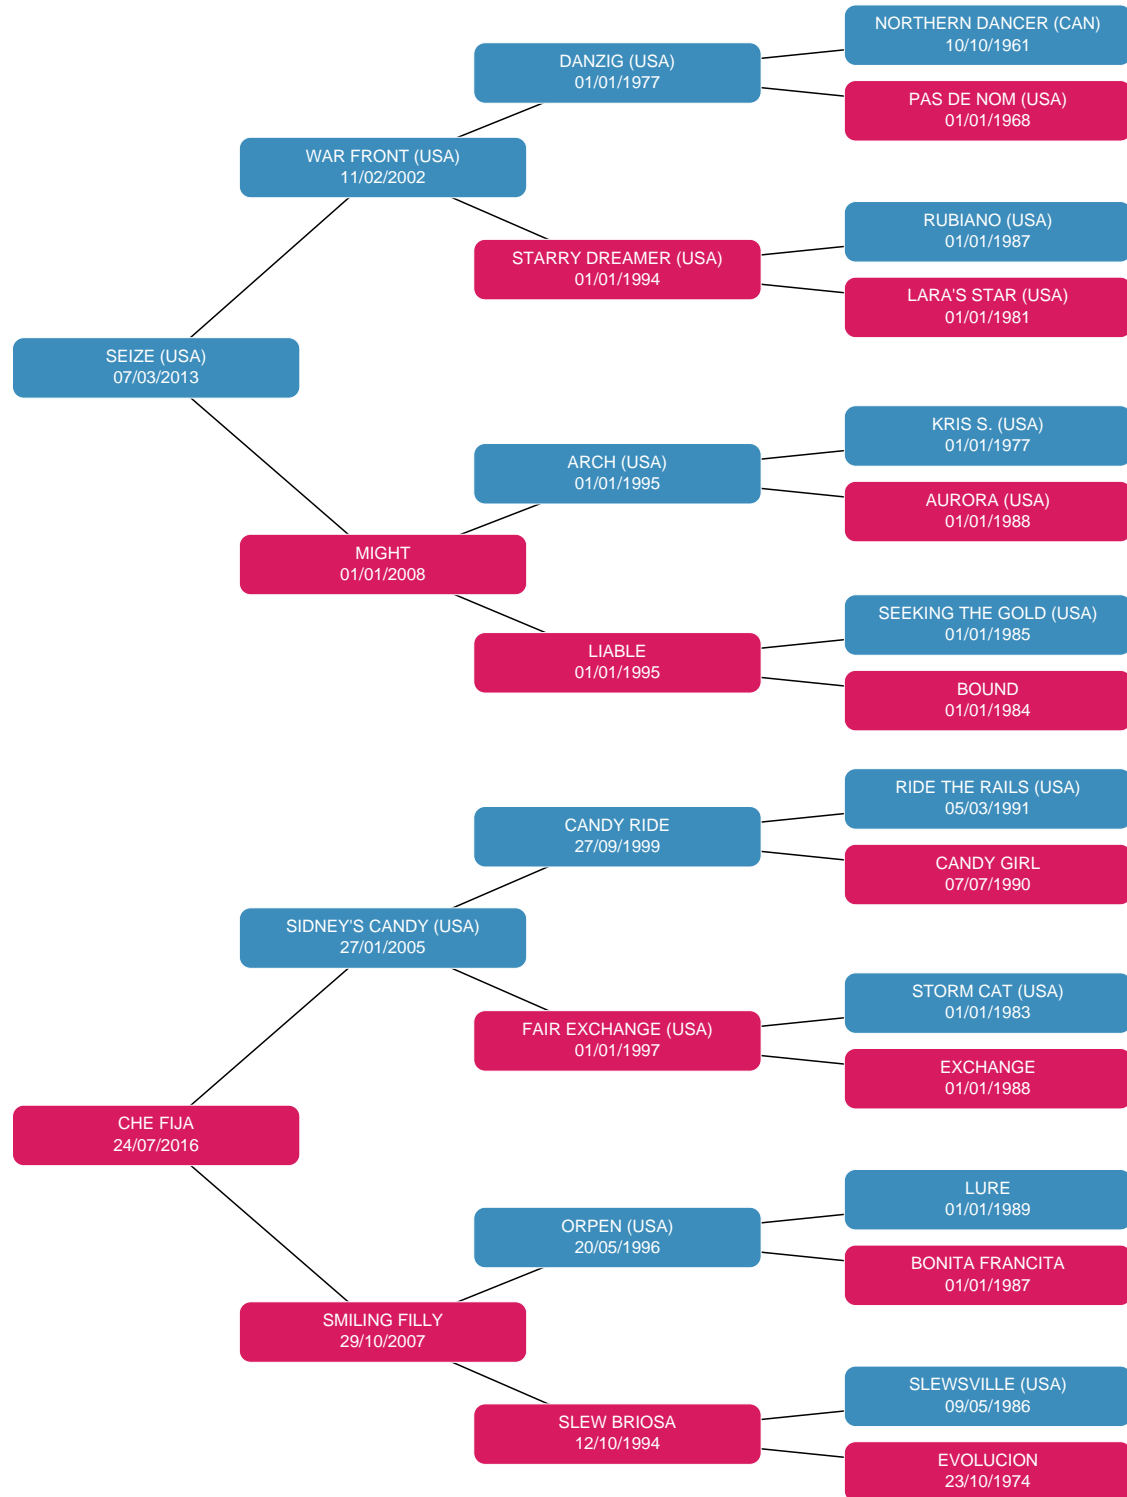 NORTHERN DANCER (CAN)
10/10/1961
DANZIG (USA)
01/01/1977
PAS DE NOM (USA)
01/01/1968
WAR FRONT (USA)
11/02/2002
RUBIANO (USA)
01/01/1987
STARRY DREAMER (USA)
01/01/1994
LARA'S STAR (USA)
01/01/1981
SEIZE (USA)
07/03/2013
KRIS S. (USA)
01/01/1977
ARCH (USA)
01/01/1995
AURORA (USA)
01/01/1988
MIGHT
01/01/2008
SEEKING THE GOLD (USA)
01/01/1985
LIABLE
01/01/1995
BOUND
01/01/1984
RIDE THE RAILS (USA)
05/03/1991
CANDY RIDE
27/09/1999
CANDY GIRL
07/07/1990
SIDNEY'S CANDY (USA)
27/01/2005
STORM CAT (USA)
01/01/1983
FAIR EXCHANGE (USA)
01/01/1997
EXCHANGE
01/01/1988
CHE FIJA
24/07/2016
LURE
01/01/1989
ORPEN (USA)
20/05/1996
BONITA FRANCITA
01/01/1987
SMILING FILLY
29/10/2007
SLEWSVILLE (USA)
09/05/1986
SLEW BRIOSA
12/10/1994
EVOLUCION
23/10/1974